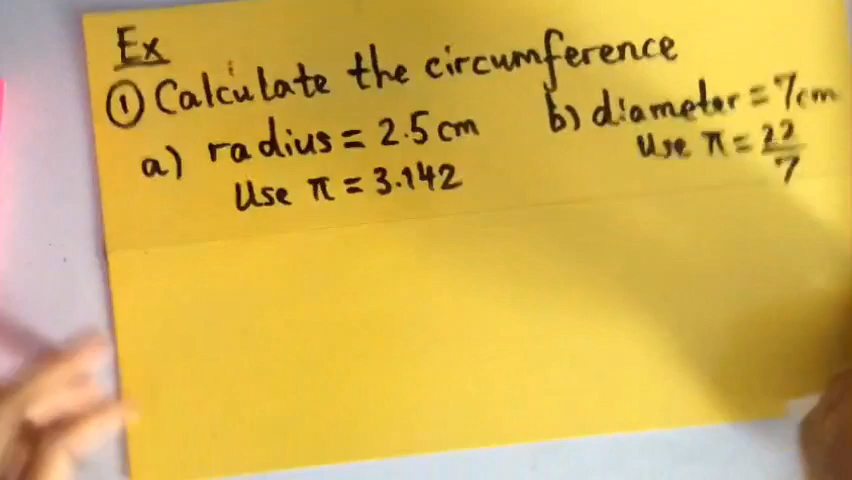 Ex
① Calculate the circumference
a) radius = 2.5 cm
Use π = 3.142
b) diameter = 7cm
Use π = 22/7